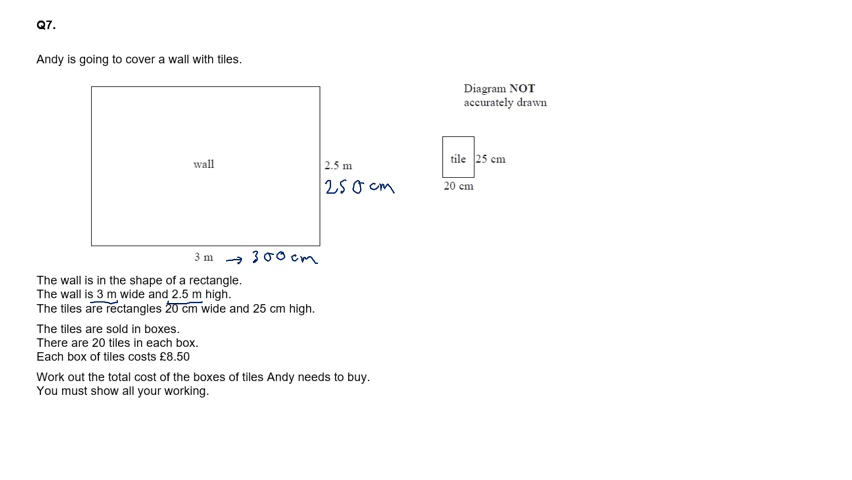 Q7.
Andy is going to cover a wall with tiles.
Diagram NOT
accurately drawn
wall
2.5 m
250 cm
tile
25 cm
20 cm
3 m → 300 cm
The wall is in the shape of a rectangle.
The wall is 3 m wide and 2.5 m high.
The tiles are rectangles 20 cm wide and 25 cm high.
The tiles are sold in boxes.
There are 20 tiles in each box.
Each box of tiles costs £8.50
Work out the total cost of the boxes of tiles Andy needs to buy.
You must show all your working.